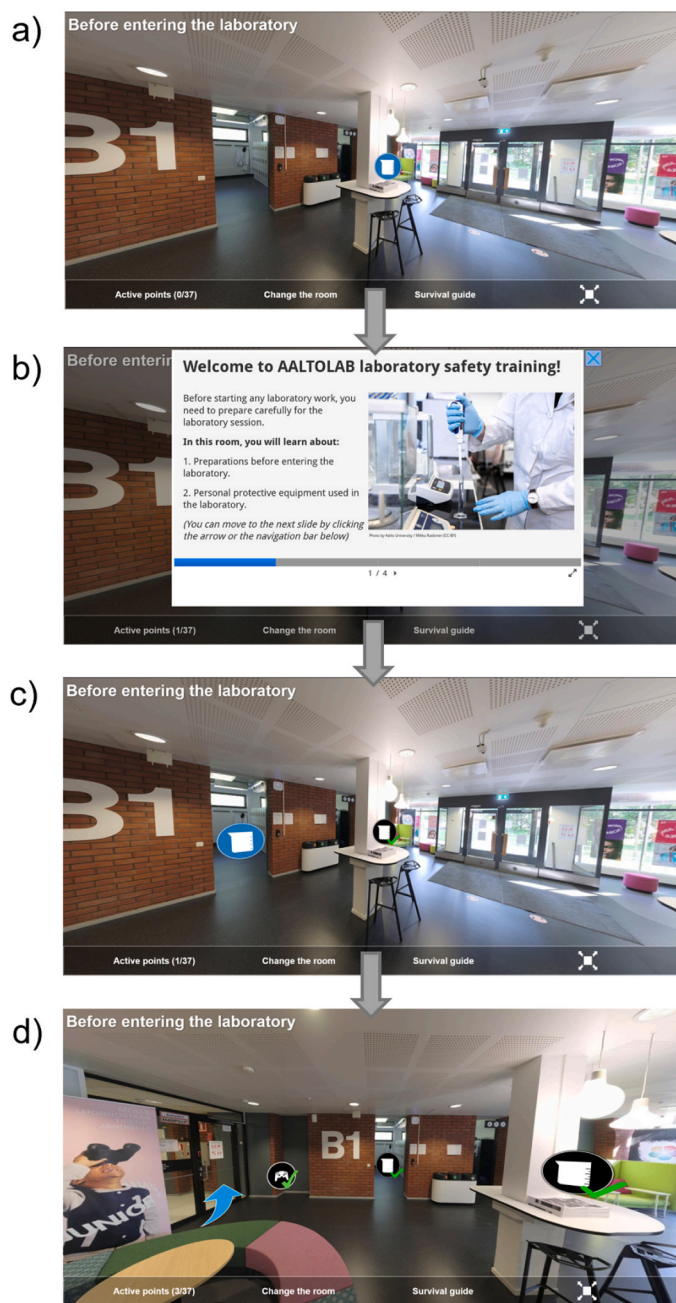 a)
Before entering the laboratory
B1
Active points (0/37) Change the room Survival guide
b)
Before enterin
Welcome to AALTOLAB laboratory safety training!
Before starting any laboratory work, you
need to prepare carefully for the
laboratory session.
In this room, you will learn about:
1. Preparations before entering the
laboratory.
2. Personal protective equipment used in
the laboratory.
(You can move to the next slide by clicking
the arrow or the navigation bar below)
1 / 4
B1
Active points (1/37) Change the room Survival guide
c)
Before entering the laboratory
B1
Active points (1/37) Change the room Survival guide
d)
Before entering the laboratory
B1
Active points (3/37) Change the room Survival guide